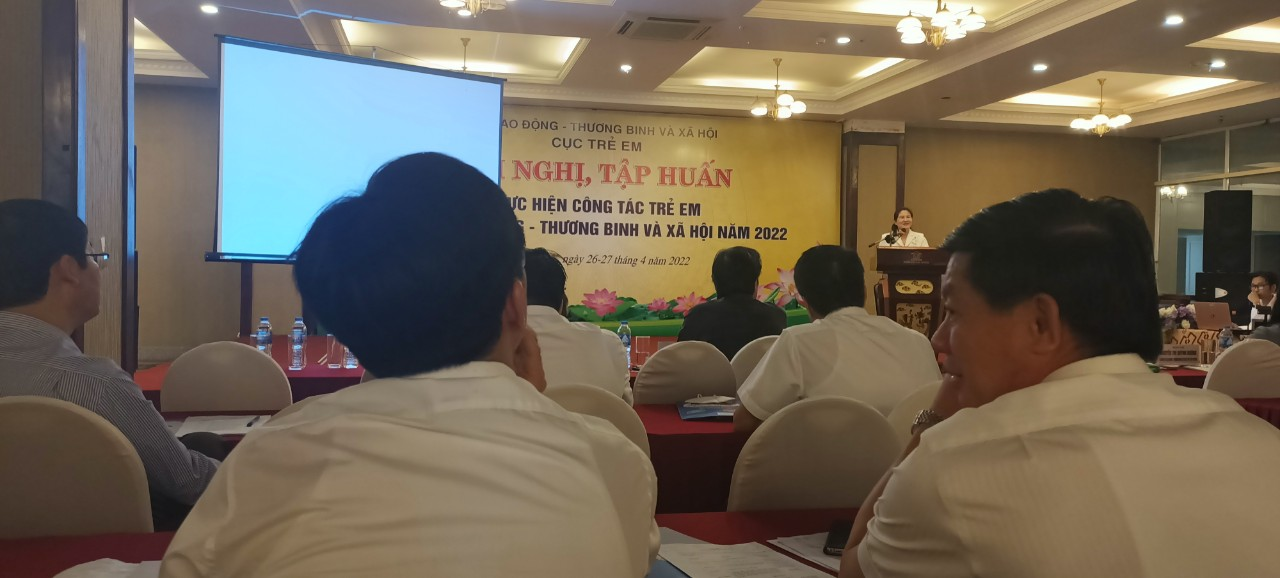 AO ĐỘNG - THƯƠNG BINH VÀ XÃ HỘI
CỤC TRẺ EM
NGHỊ, TẬP HUẤN
ỰC HIỆN CÔNG TÁC TRẺ EM
- THƯƠNG BINH VÀ XÃ HỘI NĂM 2022
ngày 26-27 tháng 4 năm 2022